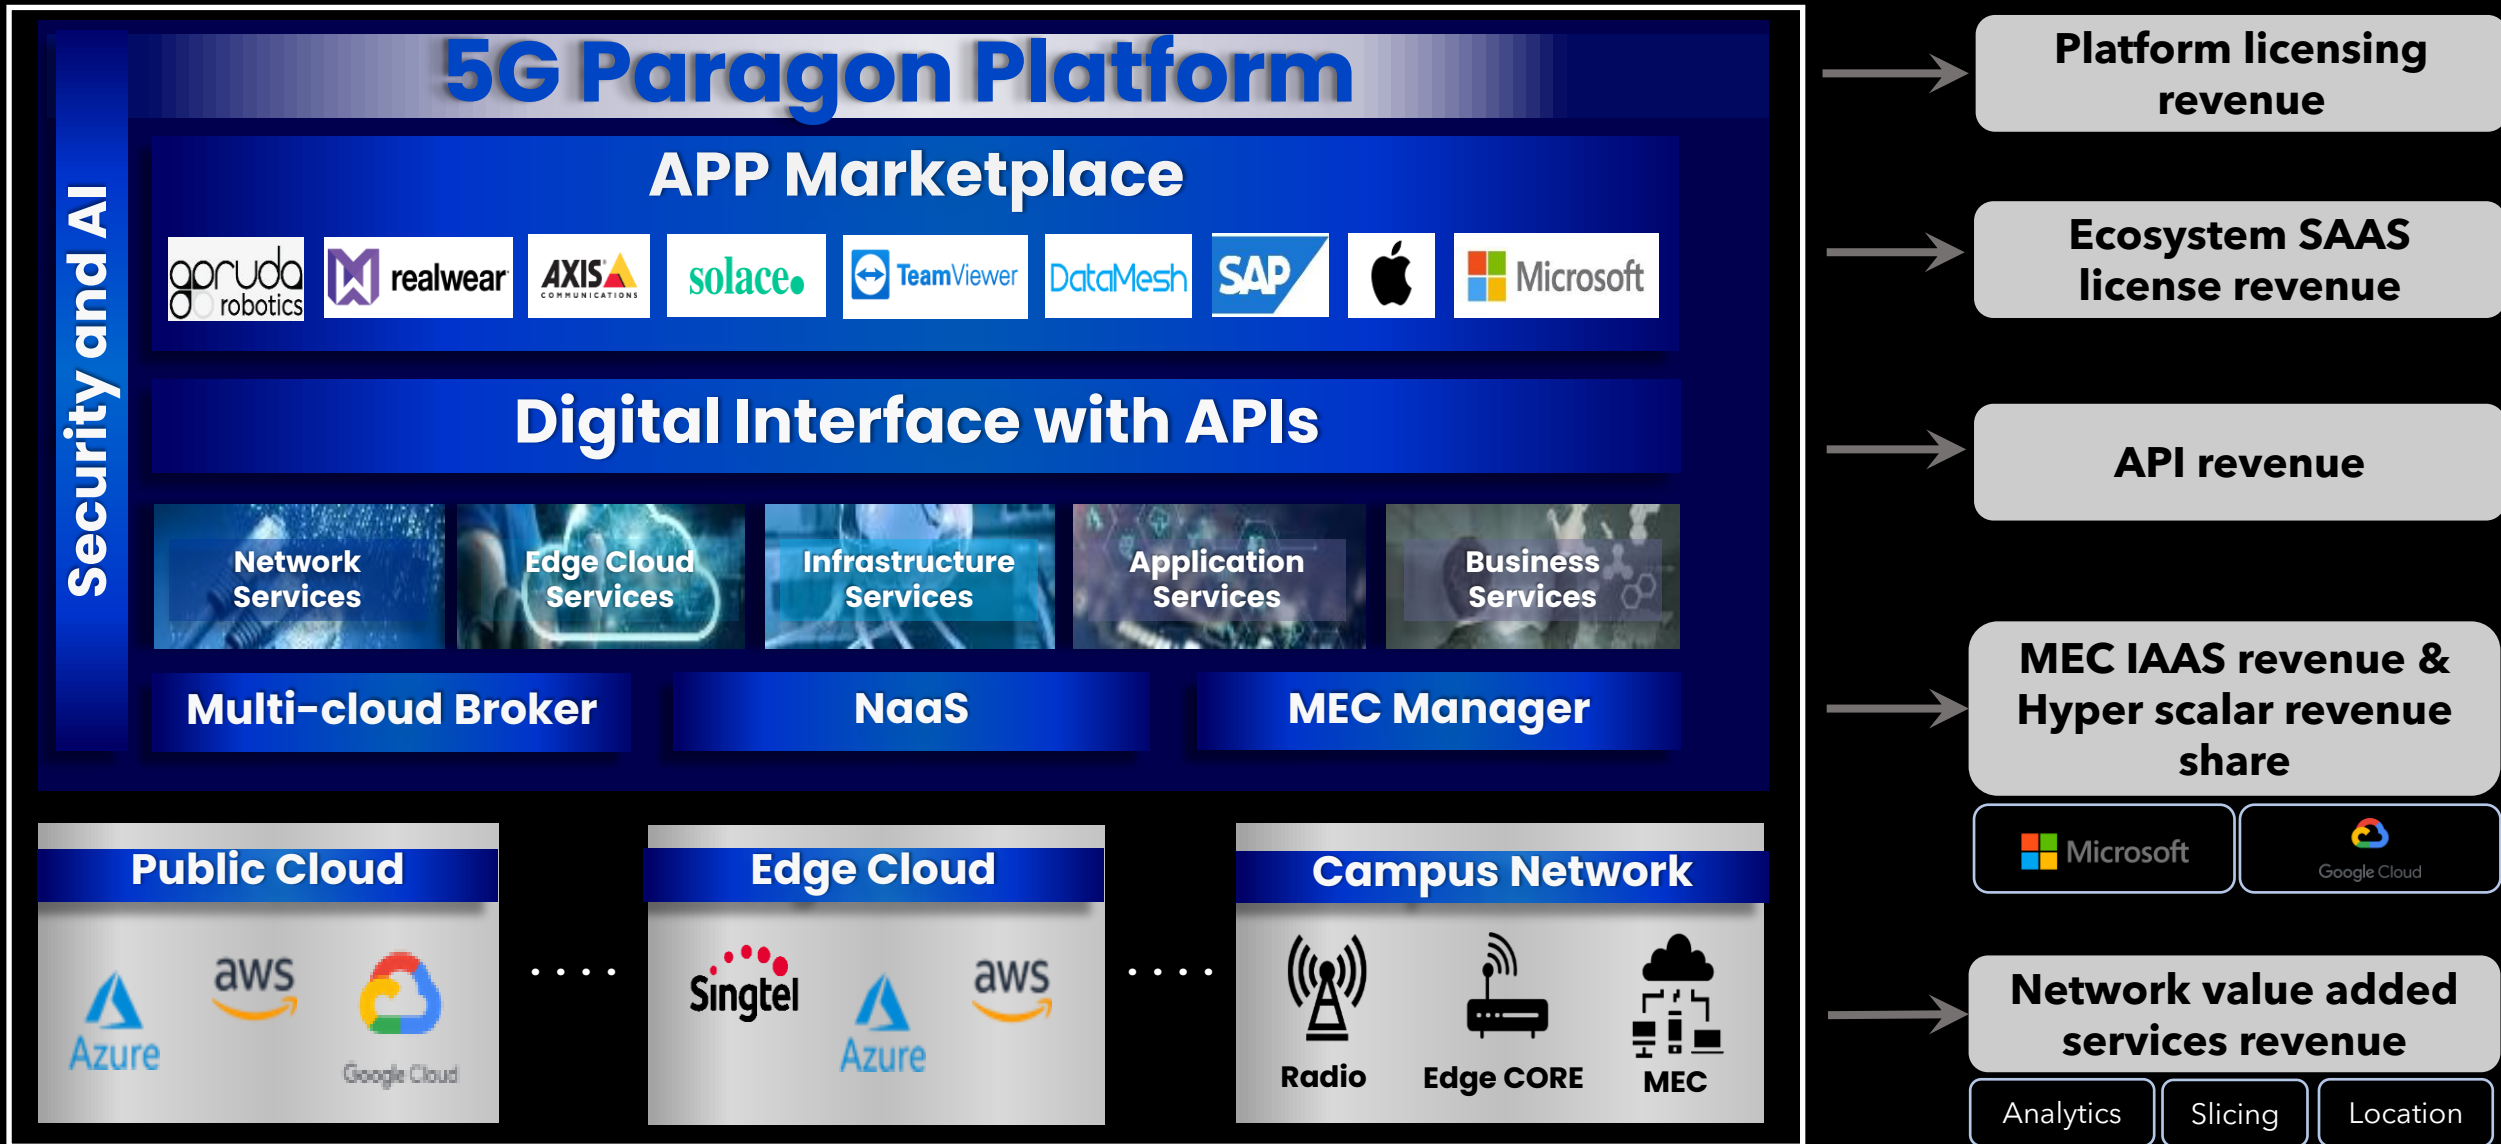 5G Paragon Platform
Security and AI
APP Marketplace
goruda
robotics
realwear
AXIS
COMMUNICATIONS
solace
TeamViewer
DataMesh
SAP
Microsoft
Digital Interface with APIs
Network
Services
Edge Cloud
Services
Infrastructure
Services
Application
Services
Business
Services
Multi-cloud Broker
NaaS
MEC Manager
Public Cloud
Azure
aws
Google Cloud
....
Edge Cloud
Singtel
Azure
aws
....
Campus Network
Radio
Edge CORE
MEC
Platform licensing
revenue
Ecosystem SAAS
license revenue
API revenue
MEC IAAS revenue &
Hyper scalar revenue
share
Microsoft
Google Cloud
Network value added
services revenue
Analytics
Slicing
Location